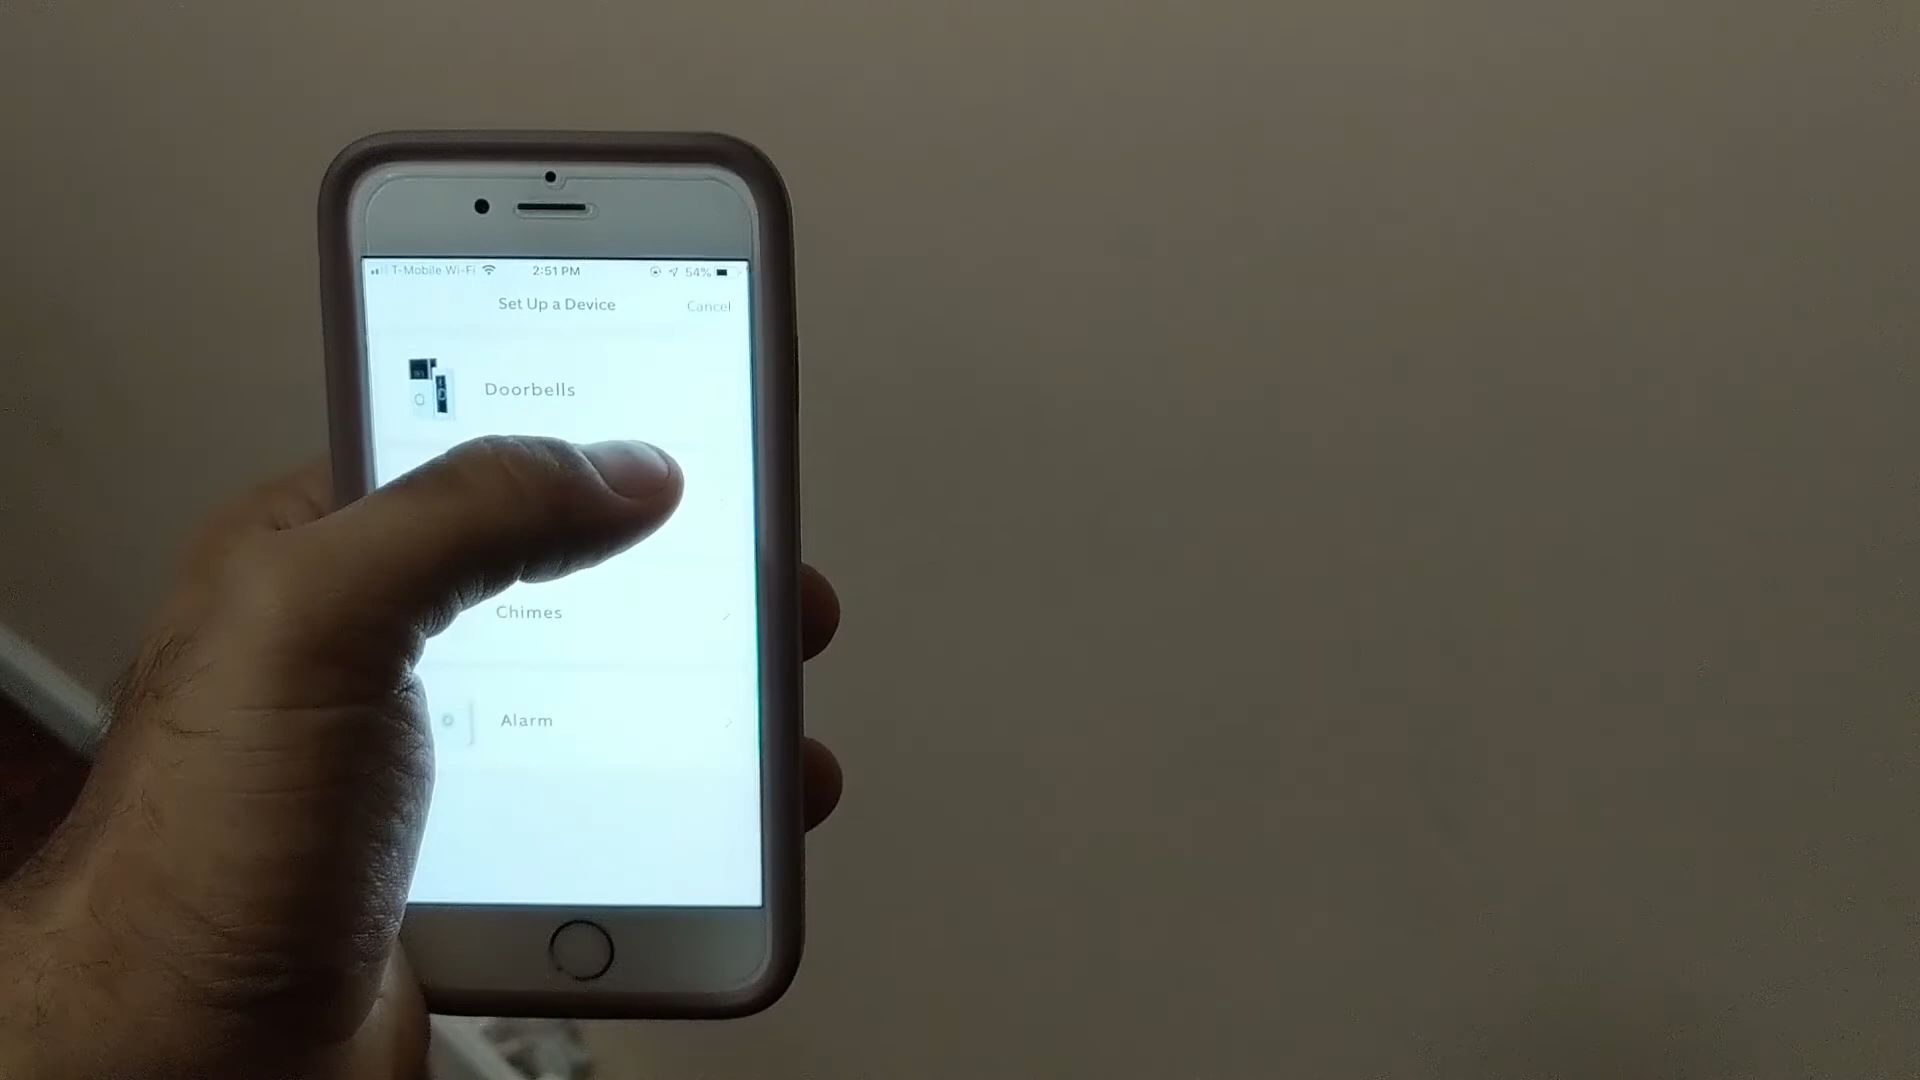 T-Mobile Wi-Fi 2:51 PM 54%
Set Up a Device Cancel
Doorbells
Chimes
Alarm